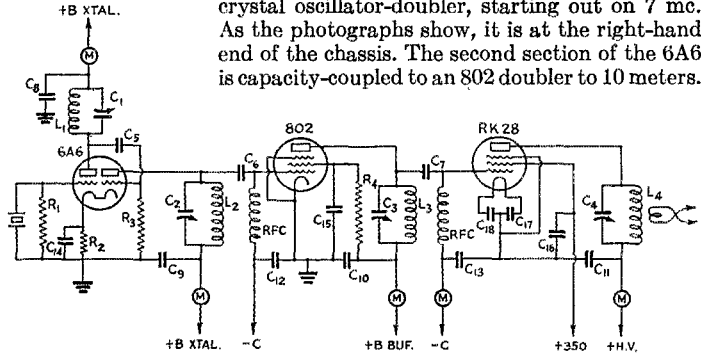 crystal oscillator-doubler, starting out on 7 mc.
As the photographs show, it is at the right-hand
end of the chassis. The second section of the 6A6
is capacity-coupled to an 802 doubler to 10 meters.
+B XTAL.
M
C8
L1
C1
C5
6A6
802
RK28
R1
C14
R2
R3
C2
L2
C9
M
C6
RFC
C12
C15
R4
C3
L3
C10
M
C7
RFC
M
C13
C18
C17
C16
C4
L4
C11
M
+B XTAL.
-C
+B BUF.
-C
+350
+H.V.